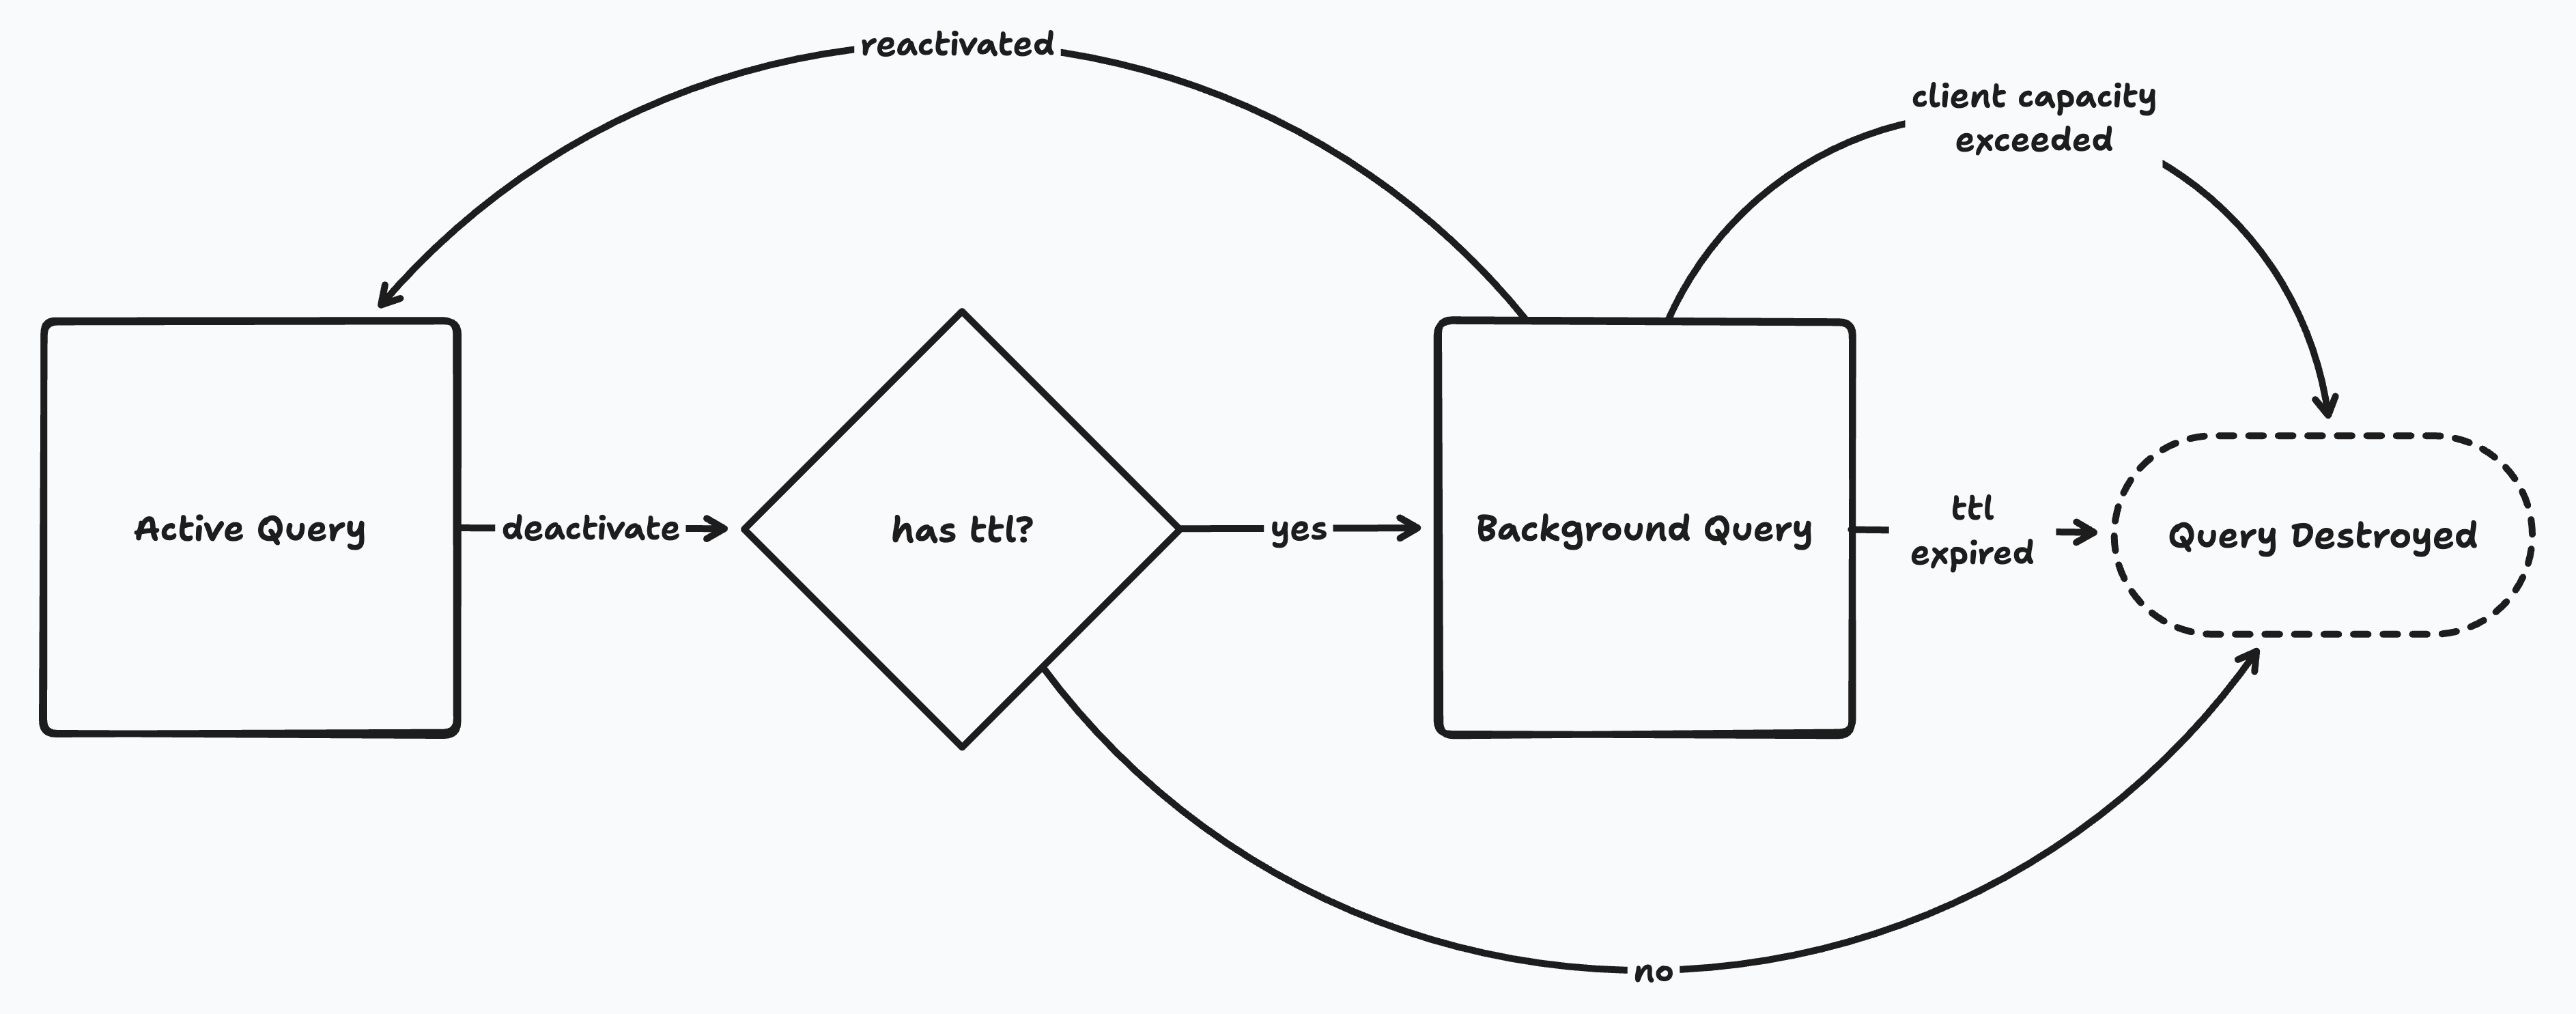 reactivated
client capacity
exceeded
Active Query
deactivate
has ttl?
yes
Background Query
ttl
expired
Query Destroyed
no